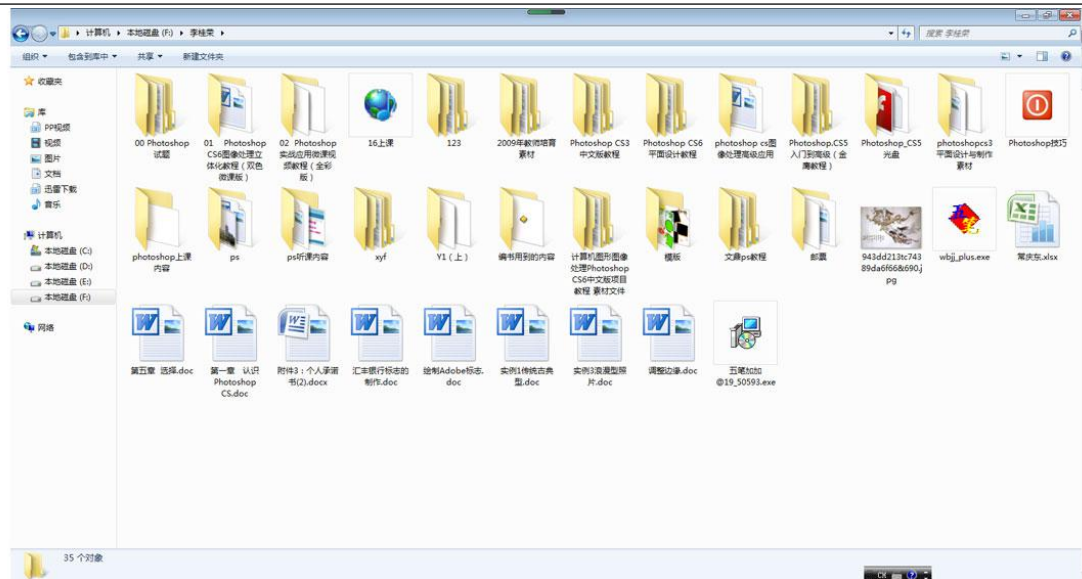 计算机 ▸ 本地磁盘 (F:) ▸ 李桂荣 ▸
搜索 李桂荣
组织 包含到库中 共享 新建文件夹
收藏夹
库
PP视频
视频
图片
文档
迅雷下载
音乐
计算机
本地磁盘 (C:)
本地磁盘 (D:)
本地磁盘 (E:)
本地磁盘 (F:)
网络
00 Photoshop
试题
01 Photoshop
CS6图像处理立
体化教程(双色
微课版)
02 Photoshop
实战应用微课视
频教程(全彩
版)
16上课
123
2009年教师培育
素材
Photoshop CS3
中文版教程
Photoshop CS6
平面设计教程
photoshop cs图
像处理高级应用
Photoshop.CS5
入门到高级(金
鹰教程)
Photoshop_CS5
光盘
photoshopcs3
平面设计与制作
素材
Photoshop技巧
photoshop上课
内容
ps
ps听课内容
xyf
Y1(上)
编书用到的内容
计算机图形图像
处理Photoshop
CS6中文版项目
教程 素材文件
模版
文鼎ps教程
邮票
943dd213tc743
89da6f66&690.j
pg
五笔
wbjj_plus.exe
常庆东.xlsx
第五章 选择.doc
第一章 认识
Photoshop
CS.doc
附件3:个人承诺
书(2).docx
汇丰银行标志的
制作.doc
绘制Adobe标志.
doc
实例1传统古典
型.doc
实例3浪漫型照
片.doc
调整边缘.doc
五笔加加
@19_50593.exe
35 个对象
CH